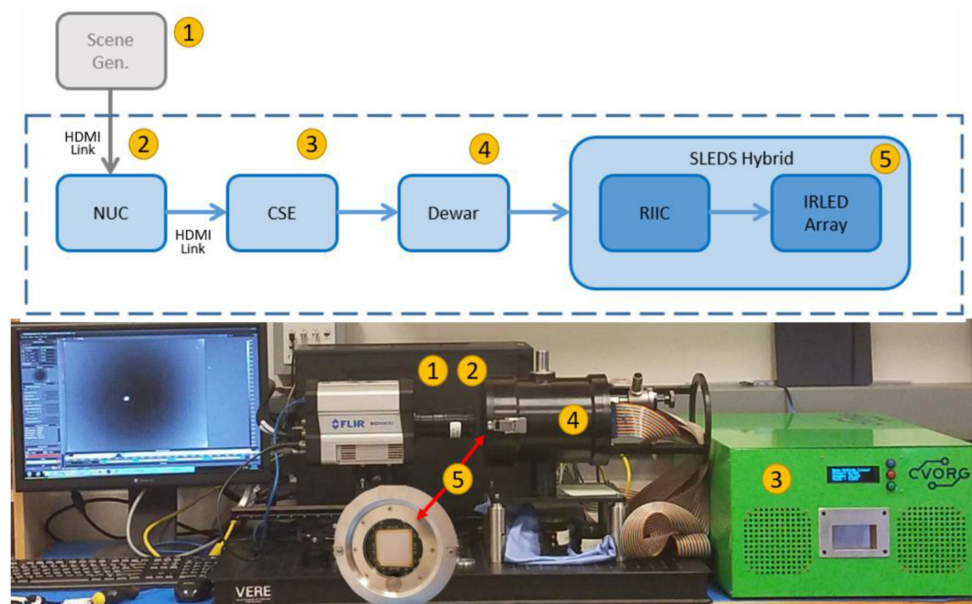 Scene
Gen.
1
HDMI
Link
2
3
4
SLEDS Hybrid
5
NUC
HDMI
Link
CSE
Dewar
RIIC
IRLED
Array
1
2
FLIR
4
5
3
CVORG
VERE